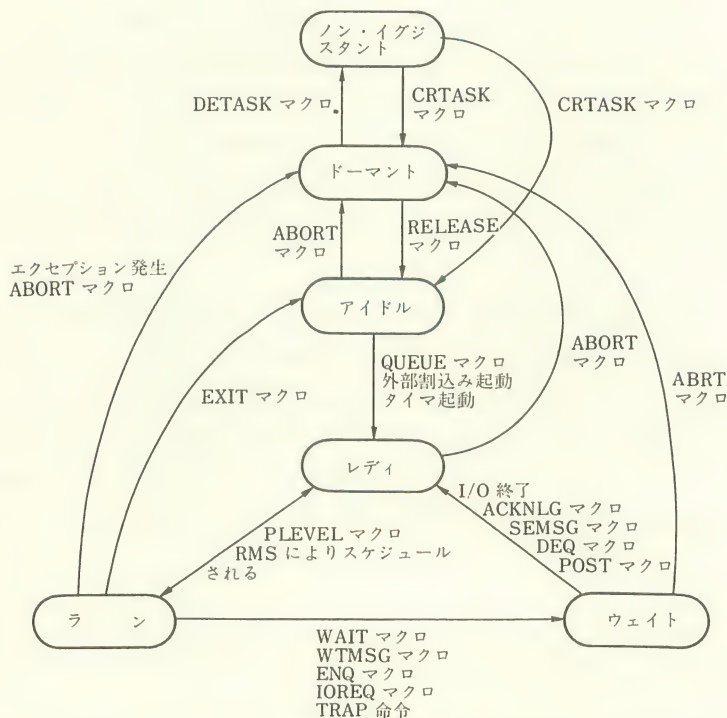 ノン・イグジ
スタント
DETASK マクロ
CRTASK
マクロ
CRTASK マクロ
ドーマント
ABORT
マクロ
RELEASE
マクロ
エクセプション発生
ABORT マクロ
アイドル
ABORT
マクロ
ABRT
マクロ
QUEUE マクロ
外部割込み起動
タイマ起動
EXIT マクロ
レディ
I/O 終了
ACKNLG マクロ
SEMSG マクロ
DEQ マクロ
POST マクロ
PLEVEL マクロ
RMS によりスケジュール
される
ラン
ウェイト
WAIT マクロ
WTMSG マクロ
ENQ マクロ
IOREQ マクロ
TRAP 命令